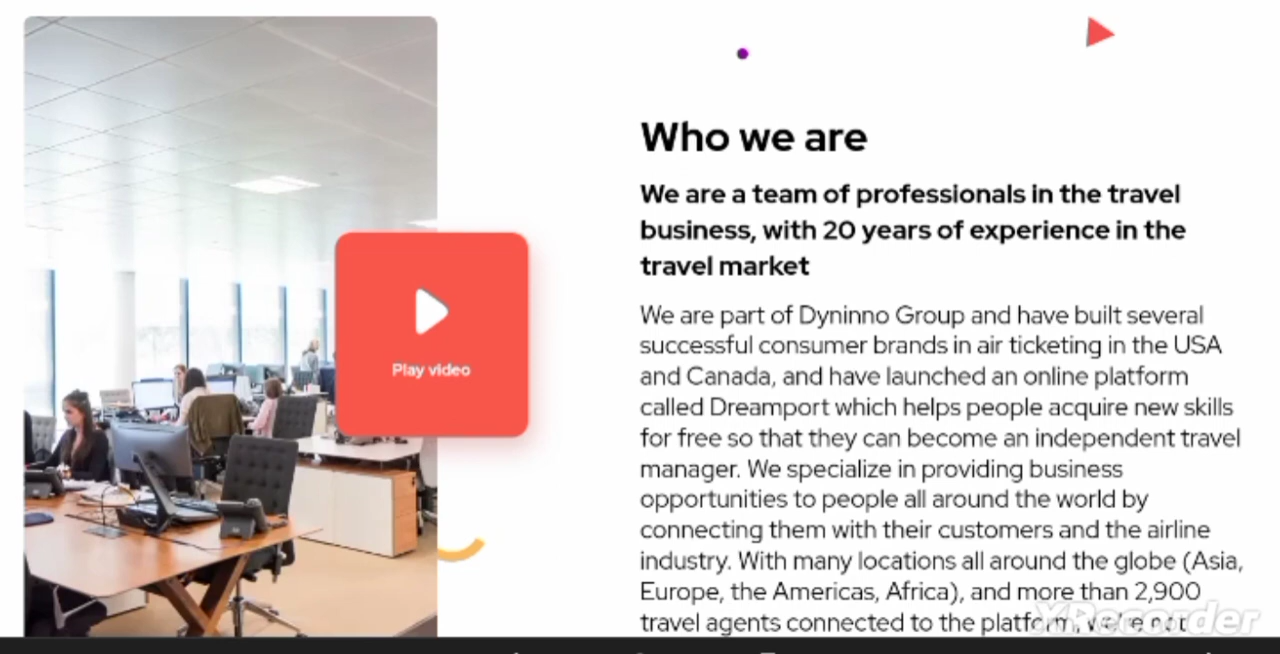 Who we are
We are a team of professionals in the travel
business, with 20 years of experience in the
travel market
We are part of Dyninno Group and have built several
successful consumer brands in air ticketing in the USA
and Canada, and have launched an online platform
called Dreamport which helps people acquire new skills
for free so that they can become an independent travel
manager. We specialize in providing business
opportunities to people all around the world by
connecting them with their customers and the airline
industry. With many locations all around the globe (Asia,
Europe, the Americas, Africa), and more than 2,900
travel agents connected to the platform, we're not
Play video
XRecorder